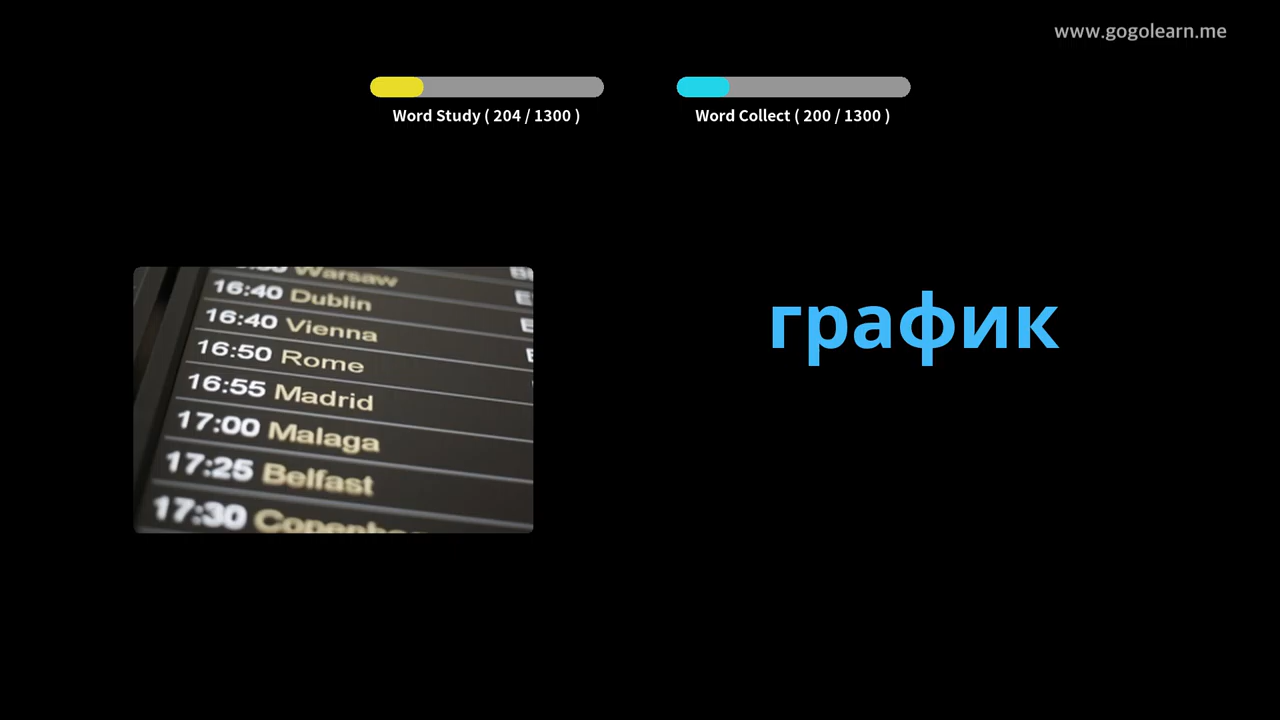 www.gogolearn.me
Word Study ( 204 / 1300 )
Word Collect ( 200 / 1300 )
Warsaw
16:40 Dublin
16:40 Vienna
16:50 Rome
16:55 Madrid
17:00 Malaga
17:25 Belfast
17:30
график